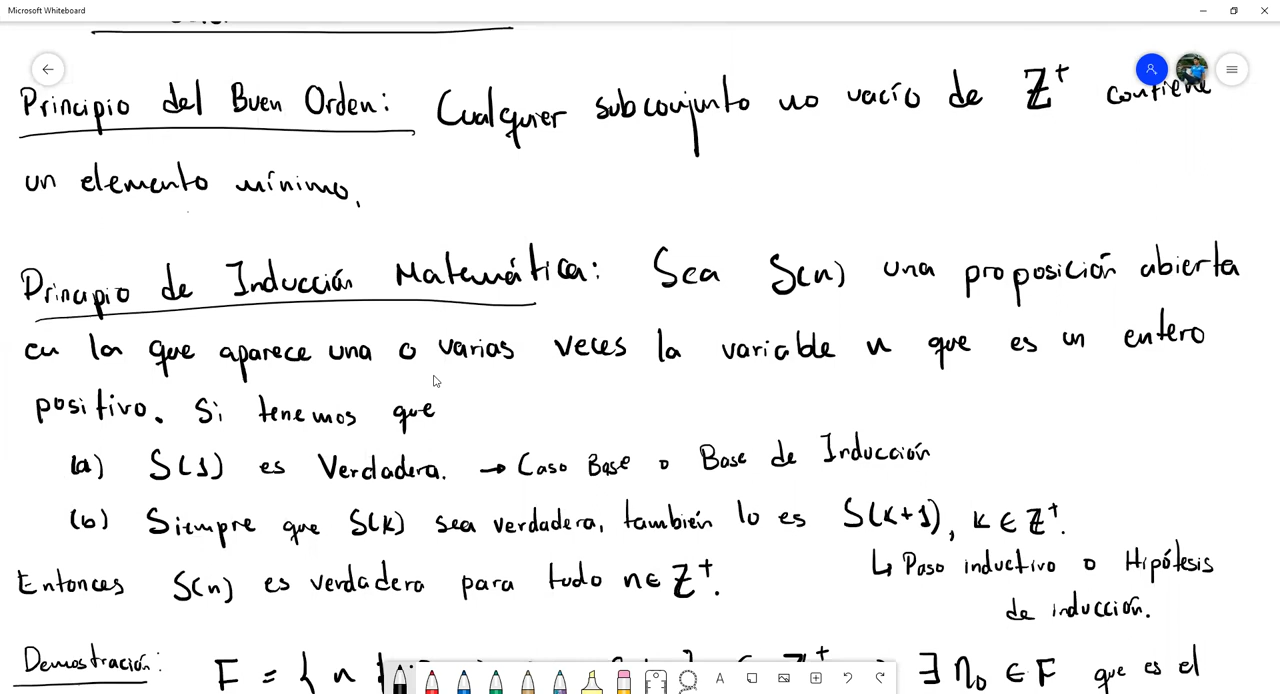 Microsoft Whiteboard
Principio del Buen Orden: Cualquier subconjunto no vacío de Z⁺ contiene
un elemento mínimo.
Principio de Inducción Matemática: Sea S(n) una proposición abierta
en la que aparece una o varias veces la variable n que es un entero
positivo. Si tenemos que
(a) S(1) es Verdadera. → Caso Base o Base de Inducción
(b) Siempre que S(k) sea verdadera, también lo es S(k+1), k ∈ Z⁺.
↳ Paso inductivo o Hipótesis
de inducción.
Entonces S(n) es verdadera para todo n ∈ Z⁺.
Demostración: F = { n Z⁺ ∃ n₀ ∈ F que es el